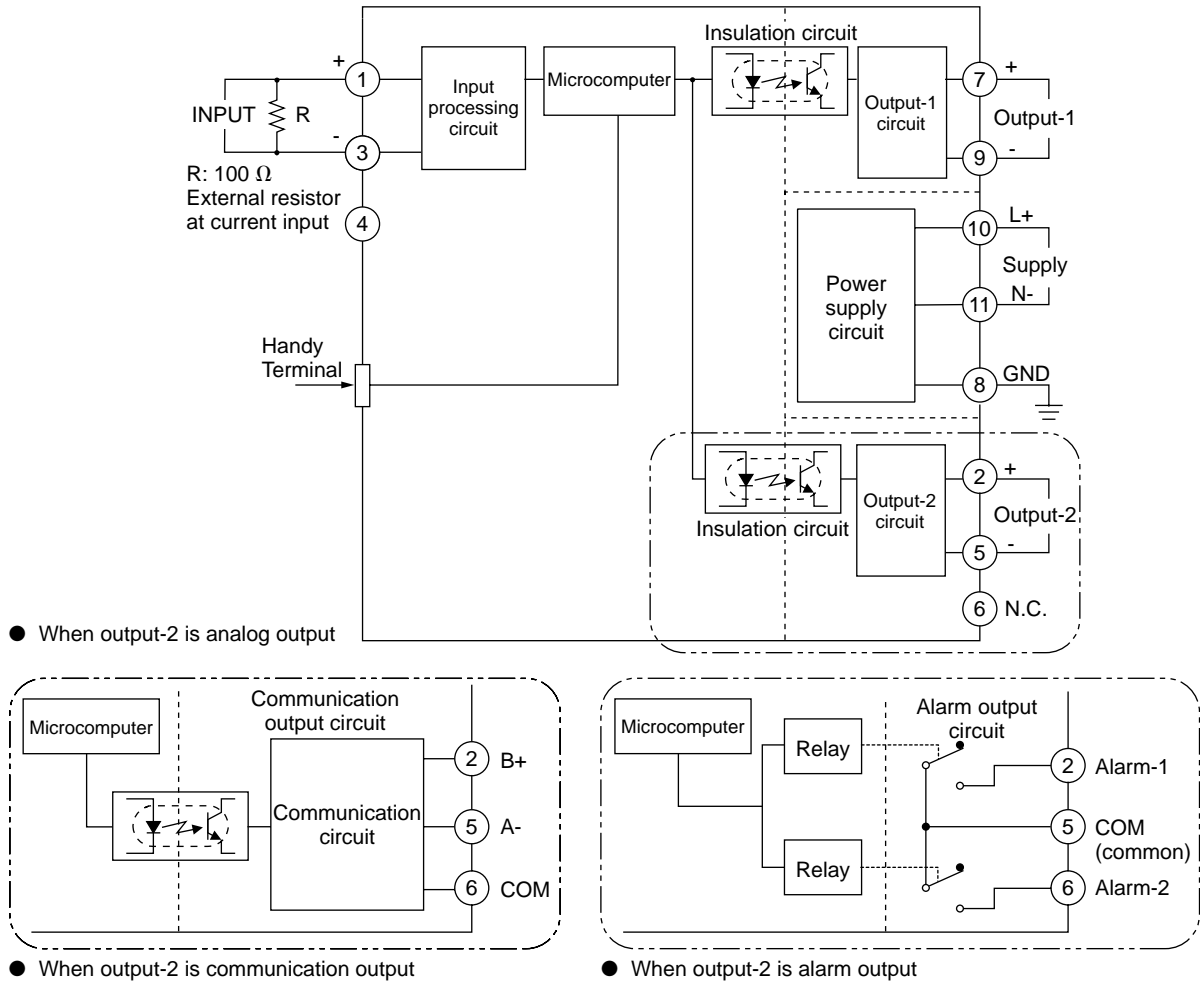 Insulation circuit
+
1
Input
processing
circuit
Microcomputer
Output-1
circuit
7
+
INPUT
R
Output-1
-
3
9
-
R: 100 Ω
External resistor
at current input
4
10
L+
Supply
Power
supply
circuit
11
N-
Handy
Terminal
8
GND
2
+
Output-2
circuit
Output-2
Insulation circuit
5
-
6
N.C.
● When output-2 is analog output
Microcomputer
Communication
output circuit
2
B+
Communication
circuit
5
A-
6
COM
● When output-2 is communication output
Microcomputer
Relay
Alarm output
circuit
2
Alarm-1
5
COM
(common)
Relay
6
Alarm-2
● When output-2 is alarm output